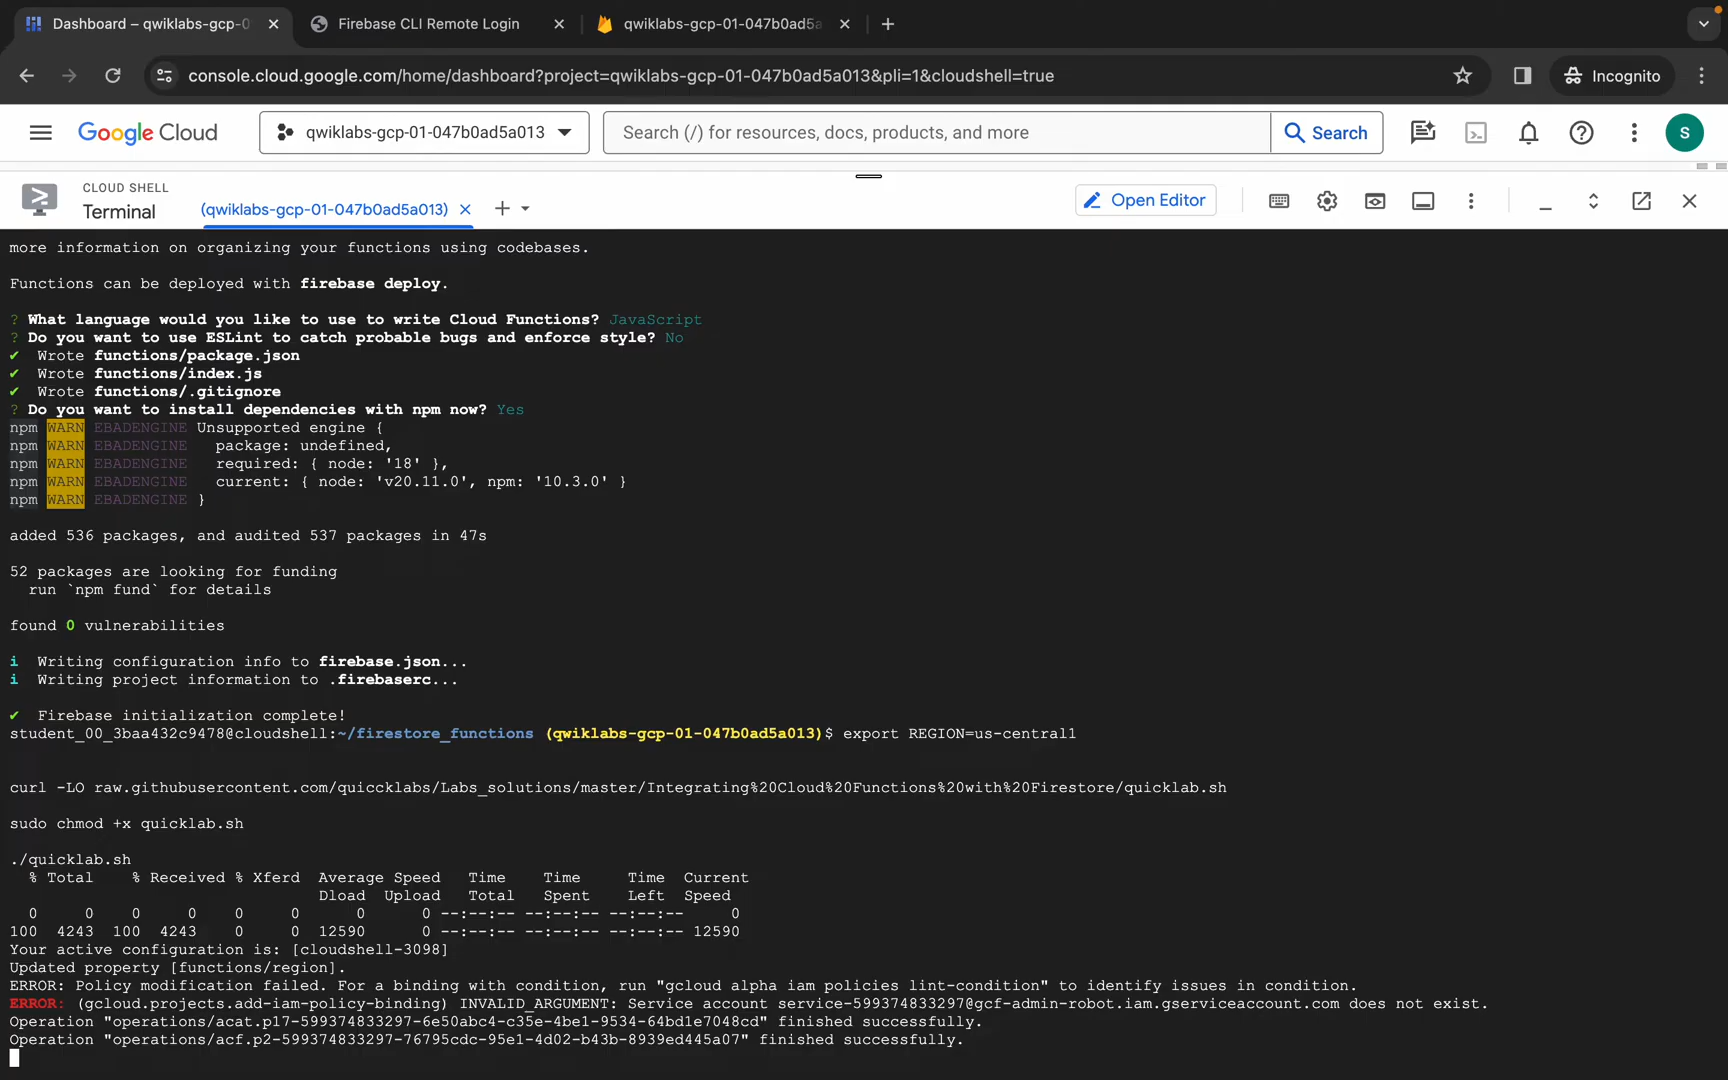 Dashboard – qwiklabs-gcp-0
Firebase CLI Remote Login
qwiklabs-gcp-01-047b0ad5a
console.cloud.google.com/home/dashboard?project=qwiklabs-gcp-01-047b0ad5a013&pli=1&cloudshell=true
Incognito
Google Cloud
qwiklabs-gcp-01-047b0ad5a013
Search (/) for resources, docs, products, and more
Search
S
CLOUD SHELL
Terminal
(qwiklabs-gcp-01-047b0ad5a013)
Open Editor
more information on organizing your functions using codebases.
Functions can be deployed with firebase deploy.
? What language would you like to use to write Cloud Functions? JavaScript
? Do you want to use ESLint to catch probable bugs and enforce style? No
✔ Wrote functions/package.json
✔ Wrote functions/index.js
✔ Wrote functions/.gitignore
? Do you want to install dependencies with npm now? Yes
npm WARN EBADENGINE Unsupported engine {
npm WARN EBADENGINE package: undefined,
npm WARN EBADENGINE required: { node: '18' },
npm WARN EBADENGINE current: { node: 'v20.11.0', npm: '10.3.0' }
npm WARN EBADENGINE }
added 536 packages, and audited 537 packages in 47s
52 packages are looking for funding
run `npm fund` for details
found 0 vulnerabilities
i Writing configuration info to firebase.json...
i Writing project information to .firebaserc...
✔ Firebase initialization complete!
student_00_3baa432c9478@cloudshell:~/firestore_functions (qwiklabs-gcp-01-047b0ad5a013)$ export REGION=us-central1
curl -LO raw.githubusercontent.com/quiccklabs/Labs_solutions/master/Integrating%20Cloud%20Functions%20with%20Firestore/quicklab.sh
sudo chmod +x quicklab.sh
./quicklab.sh
% Total % Received % Xferd Average Speed Time Time Time Current
Dload Upload Total Spent Left Speed
0 0 0 0 0 0 0 0 --:--:-- --:--:-- --:--:-- 0
100 4243 100 4243 0 0 12590 0 --:--:-- --:--:-- --:--:-- 12590
Your active configuration is: [cloudshell-3098]
Updated property [functions/region].
ERROR: Policy modification failed. For a binding with condition, run "gcloud alpha iam policies lint-condition" to identify issues in condition.
ERROR: (gcloud.projects.add-iam-policy-binding) INVALID_ARGUMENT: Service account service-599374833297@gcf-admin-robot.iam.gserviceaccount.com does not exist.
Operation "operations/acat.p17-599374833297-6e50abc4-c35e-4be1-9534-64bd1e7048cd" finished successfully.
Operation "operations/acf.p2-599374833297-76795cdc-95e1-4d02-b43b-8939ed445a07" finished successfully.